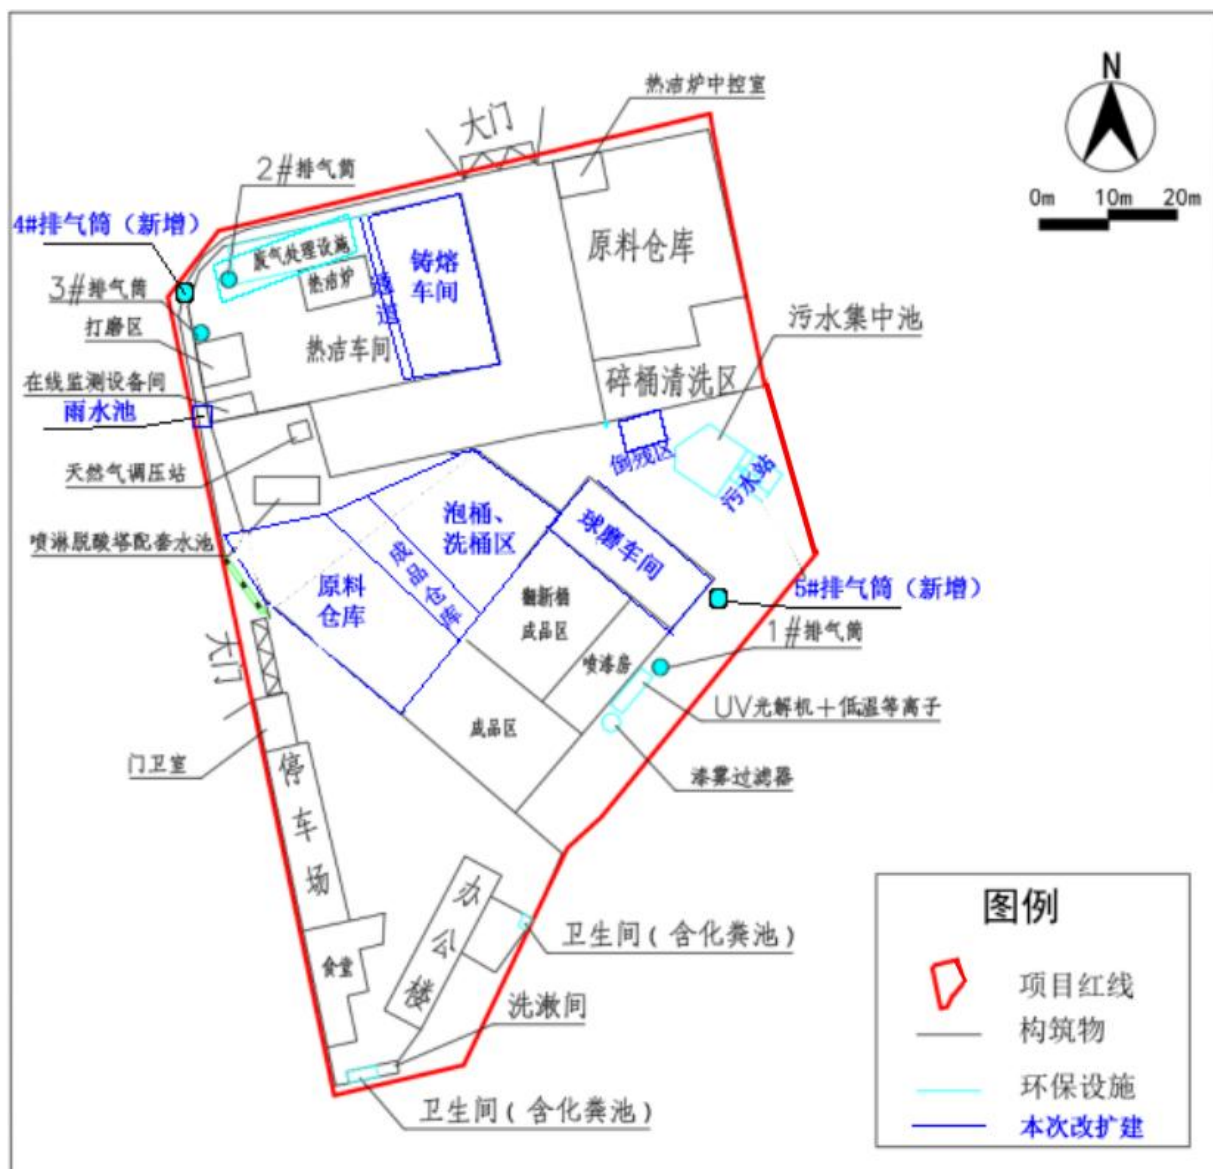 热洁炉中控室
N
大门
0m 10m 20m
2#排气筒
4#排气筒（新增）
废气处理设施
铸熔
车间
原料仓库
3#排气筒
热洁炉
通道
污水集中池
打磨区
热洁车间
在线监测设备间
碎桶清洗区
雨水池
倒残区
天然气调压站
污水站
泡桶、
洗桶区
球磨车间
喷淋脱酸塔配套水池
成品仓库
原料
仓库
翻新桶
成品区
5#排气筒（新增）
1#排气筒
大门
喷漆房
UV光解机+低温等离子
成品区
门卫室
漆雾过滤器
停车场
办公楼
图例
卫生间(含化粪池)
食堂
项目红线
洗漱间
构筑物
环保设施
卫生间(含化粪池)
本次改扩建